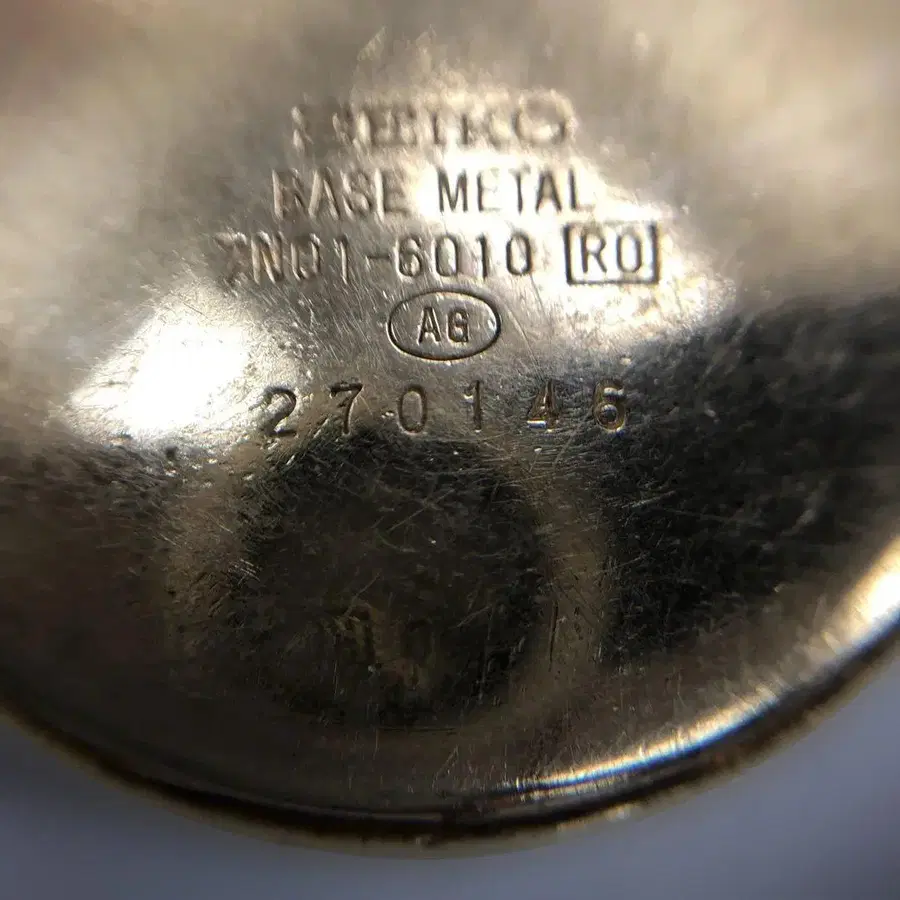 SEIKO
BASE METAL
7N01-6010 RO
AG
270146